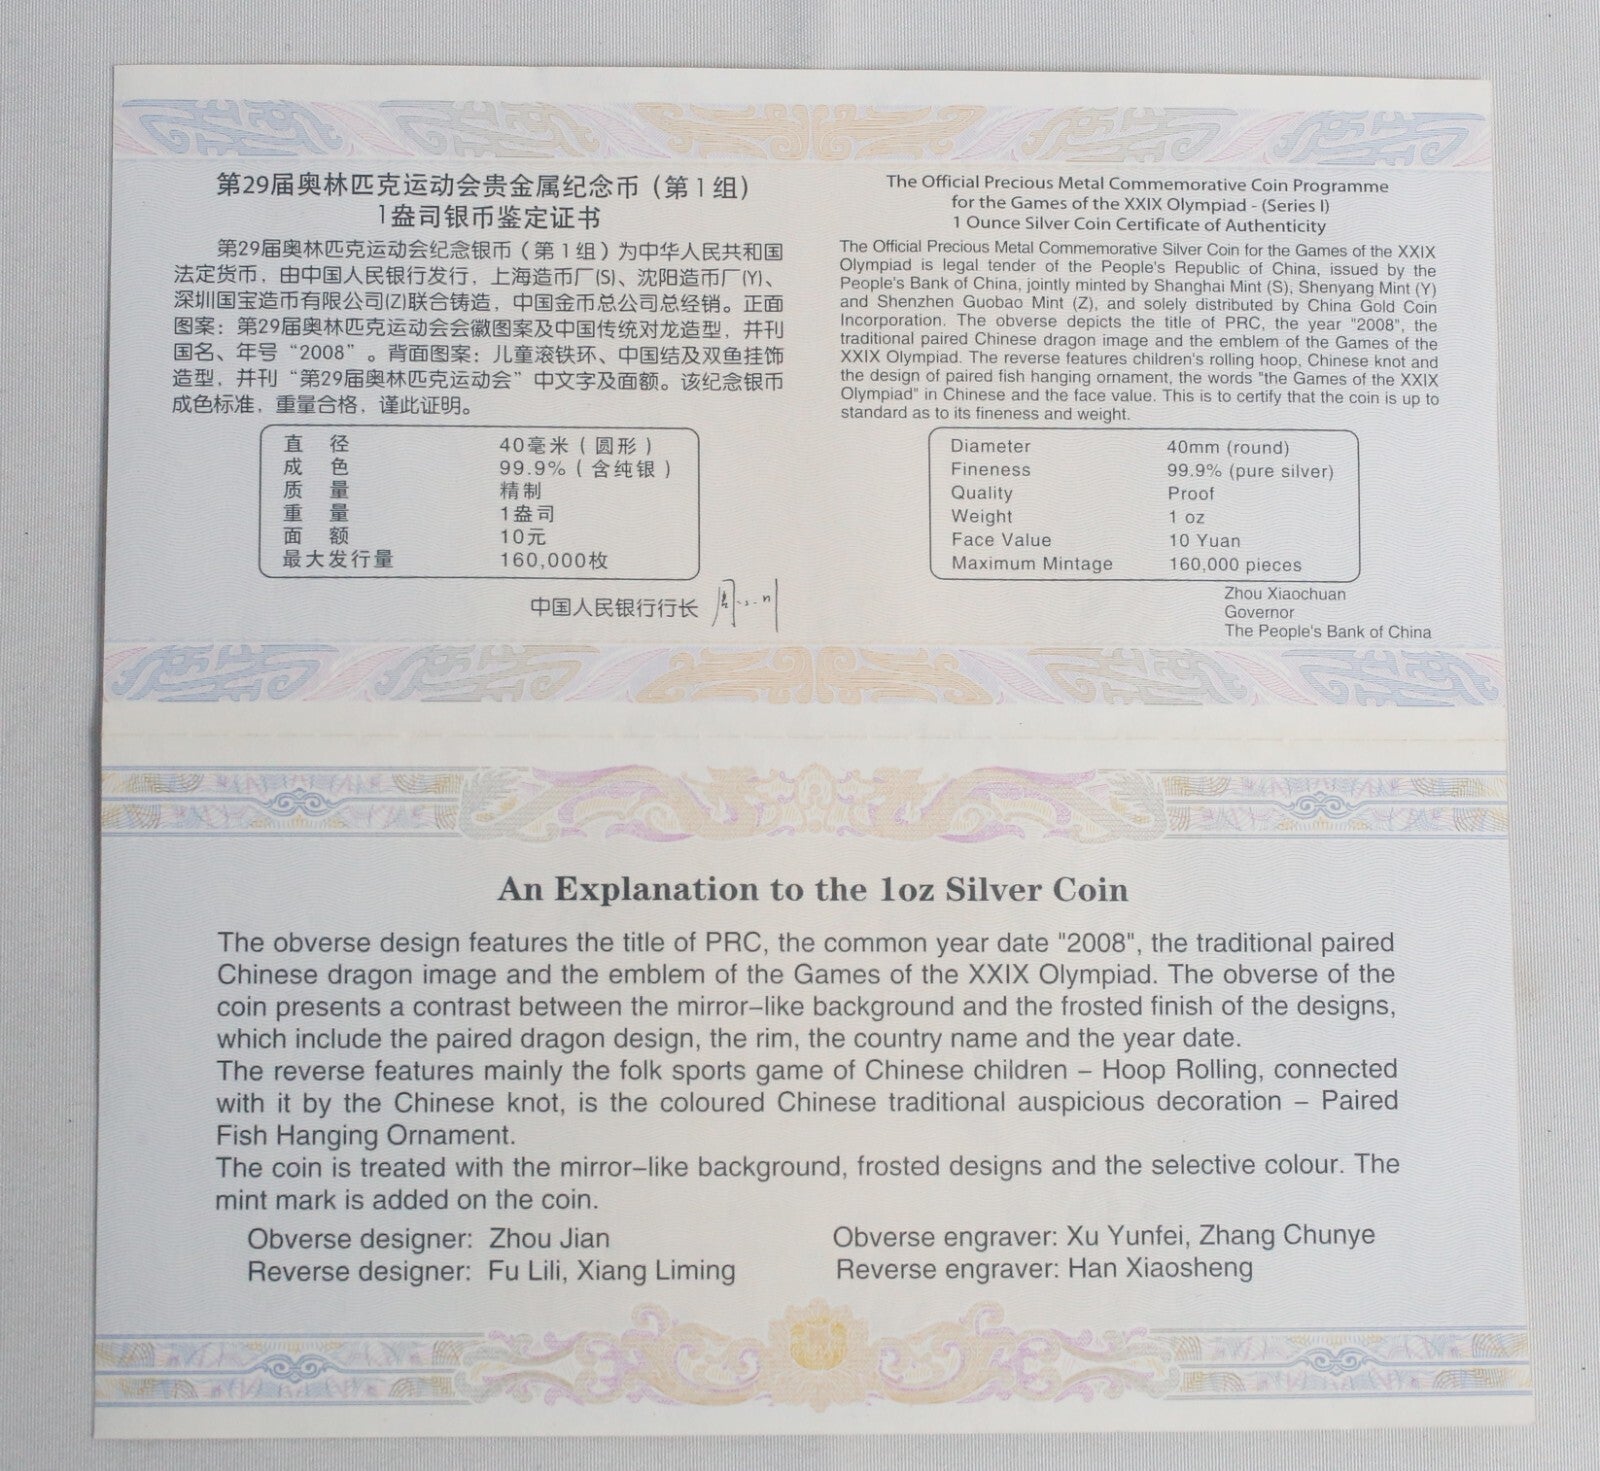 第29届奥林匹克运动会贵金属纪念币（第1组）
1盎司银币鉴定证书
第29届奥林匹克运动会纪念银币（第1组）为中华人民共和国
法定货币，由中国人民银行发行，上海造币厂(S)、沈阳造币厂(Y)、
深圳国宝造币有限公司(Z)联合铸造，中国金币总公司总经销。正面
图案：第29届奥林匹克运动会会徽图案及中国传统对龙造型，并刊
国名、年号“2008”。背面图案：儿童滚铁环、中国结及双鱼挂饰
造型，并刊“第29届奥林匹克运动会”中文字及面额。该纪念银币
成色标准，重量合格，谨此证明。
直 径 40毫米（圆形）
成 色 99.9%（含纯银）
质 量 精制
重 量 1盎司
面 额 10元
最大发行量 160,000枚
中国人民银行行长
The Official Precious Metal Commemorative Coin Programme
for the Games of the XXIX Olympiad - (Series I)
1 Ounce Silver Coin Certificate of Authenticity
The Official Precious Metal Commemorative Silver Coin for the Games of the XXIX
Olympiad is legal tender of the People's Republic of China, issued by the
People's Bank of China, jointly minted by Shanghai Mint (S), Shenyang Mint (Y)
and Shenzhen Guobao Mint (Z), and solely distributed by China Gold Coin
Incorporation. The obverse depicts the title of PRC, the year "2008", the
traditional paired Chinese dragon image and the emblem of the Games of the
XXIX Olympiad. The reverse features children's rolling hoop, Chinese knot and
the design of paired fish hanging ornament, the words "the Games of the XXIX
Olympiad" in Chinese and the face value. This is to certify that the coin is up to
standard as to its fineness and weight.
Diameter 40mm (round)
Fineness 99.9% (pure silver)
Quality Proof
Weight 1 oz
Face Value 10 Yuan
Maximum Mintage 160,000 pieces
Zhou Xiaochuan
Governor
The People's Bank of China
An Explanation to the 1oz Silver Coin
The obverse design features the title of PRC, the common year date "2008", the traditional paired
Chinese dragon image and the emblem of the Games of the XXIX Olympiad. The obverse of the
coin presents a contrast between the mirror–like background and the frosted finish of the designs,
which include the paired dragon design, the rim, the country name and the year date.
The reverse features mainly the folk sports game of Chinese children – Hoop Rolling, connected
with it by the Chinese knot, is the coloured Chinese traditional auspicious decoration – Paired
Fish Hanging Ornament.
The coin is treated with the mirror–like background, frosted designs and the selective colour. The
mint mark is added on the coin.
Obverse designer: Zhou Jian Obverse engraver: Xu Yunfei, Zhang Chunye
Reverse designer: Fu Lili, Xiang Liming Reverse engraver: Han Xiaosheng